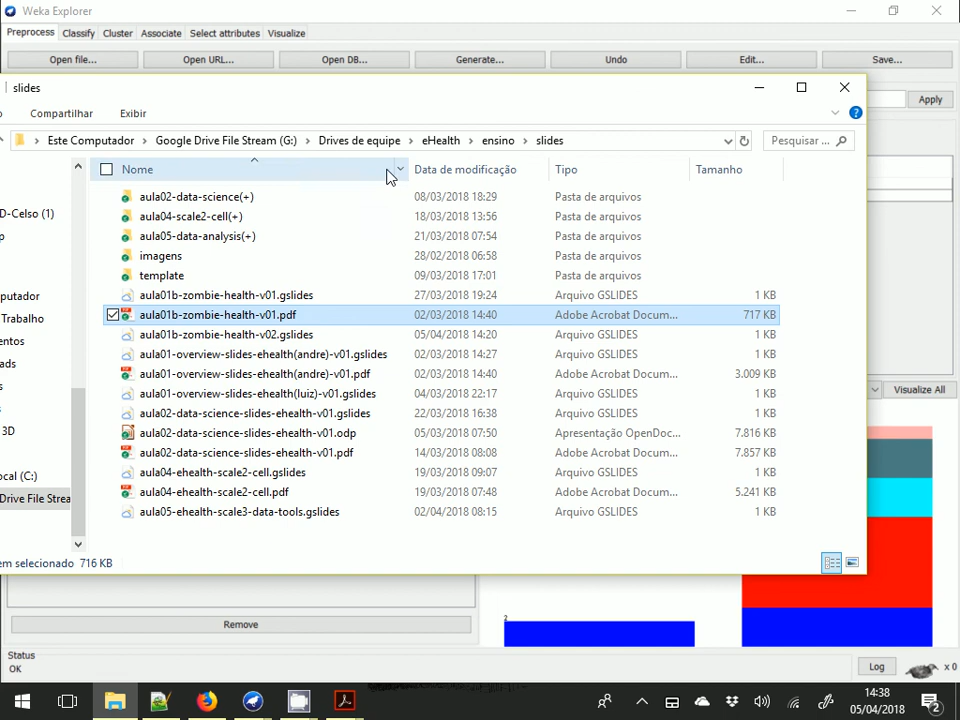 Weka Explorer
Preprocess Classify Cluster Associate Select attributes Visualize
Open file... Open URL... Open DB... Generate... Undo Edit... Save...
slides
Apply
Compartilhar Exibir
Este Computador > Google Drive File Stream (G:) > Drives de equipe > eHealth > ensino > slides
Pesquisar ...
Nome Data de modificação Tipo Tamanho
aula02-data-science(+) 08/03/2018 18:29 Pasta de arquivos
D-Celso (1) aula04-scale2-cell(+) 18/03/2018 13:56 Pasta de arquivos
aula05-data-analysis(+) 21/03/2018 07:54 Pasta de arquivos
imagens 28/02/2018 06:58 Pasta de arquivos
template 09/03/2018 17:01 Pasta de arquivos
putador aula01b-zombie-health-v01.gslides 27/03/2018 19:24 Arquivo GSLIDES 1 KB
Trabalho aula01b-zombie-health-v01.pdf 02/03/2018 14:40 Adobe Acrobat Docum... 717 KB
entos aula01b-zombie-health-v02.gslides 05/04/2018 14:20 Arquivo GSLIDES 1 KB
aula01-overview-slides-ehealth(andre)-v01.gslides 02/03/2018 14:27 Arquivo GSLIDES 1 KB
ads aula01-overview-slides-ehealth(andre)-v01.pdf 02/03/2018 14:40 Adobe Acrobat Docum... 3.009 KB
s aula01-overview-slides-ehealth(luiz)-v01.gslides 04/03/2018 22:17 Arquivo GSLIDES 1 KB
Visualize All
aula02-data-science-slides-ehealth-v01.gslides 22/03/2018 16:38 Arquivo GSLIDES 1 KB
3D aula02-data-science-slides-ehealth-v01.odp 05/03/2018 07:50 Apresentação OpenDoc... 7.816 KB
aula02-data-science-slides-ehealth-v01.pdf 14/03/2018 08:08 Adobe Acrobat Docum... 7.857 KB
ocal (C:) aula04-ehealth-scale2-cell.gslides 19/03/2018 09:07 Arquivo GSLIDES 1 KB
Drive File Strea aula04-ehealth-scale2-cell.pdf 19/03/2018 07:48 Adobe Acrobat Docum... 5.241 KB
aula05-ehealth-scale3-data-tools.gslides 02/04/2018 08:15 Arquivo GSLIDES 1 KB
em selecionado 716 KB
2
Remove
Status
OK
Log x 0
14:38
05/04/2018
2